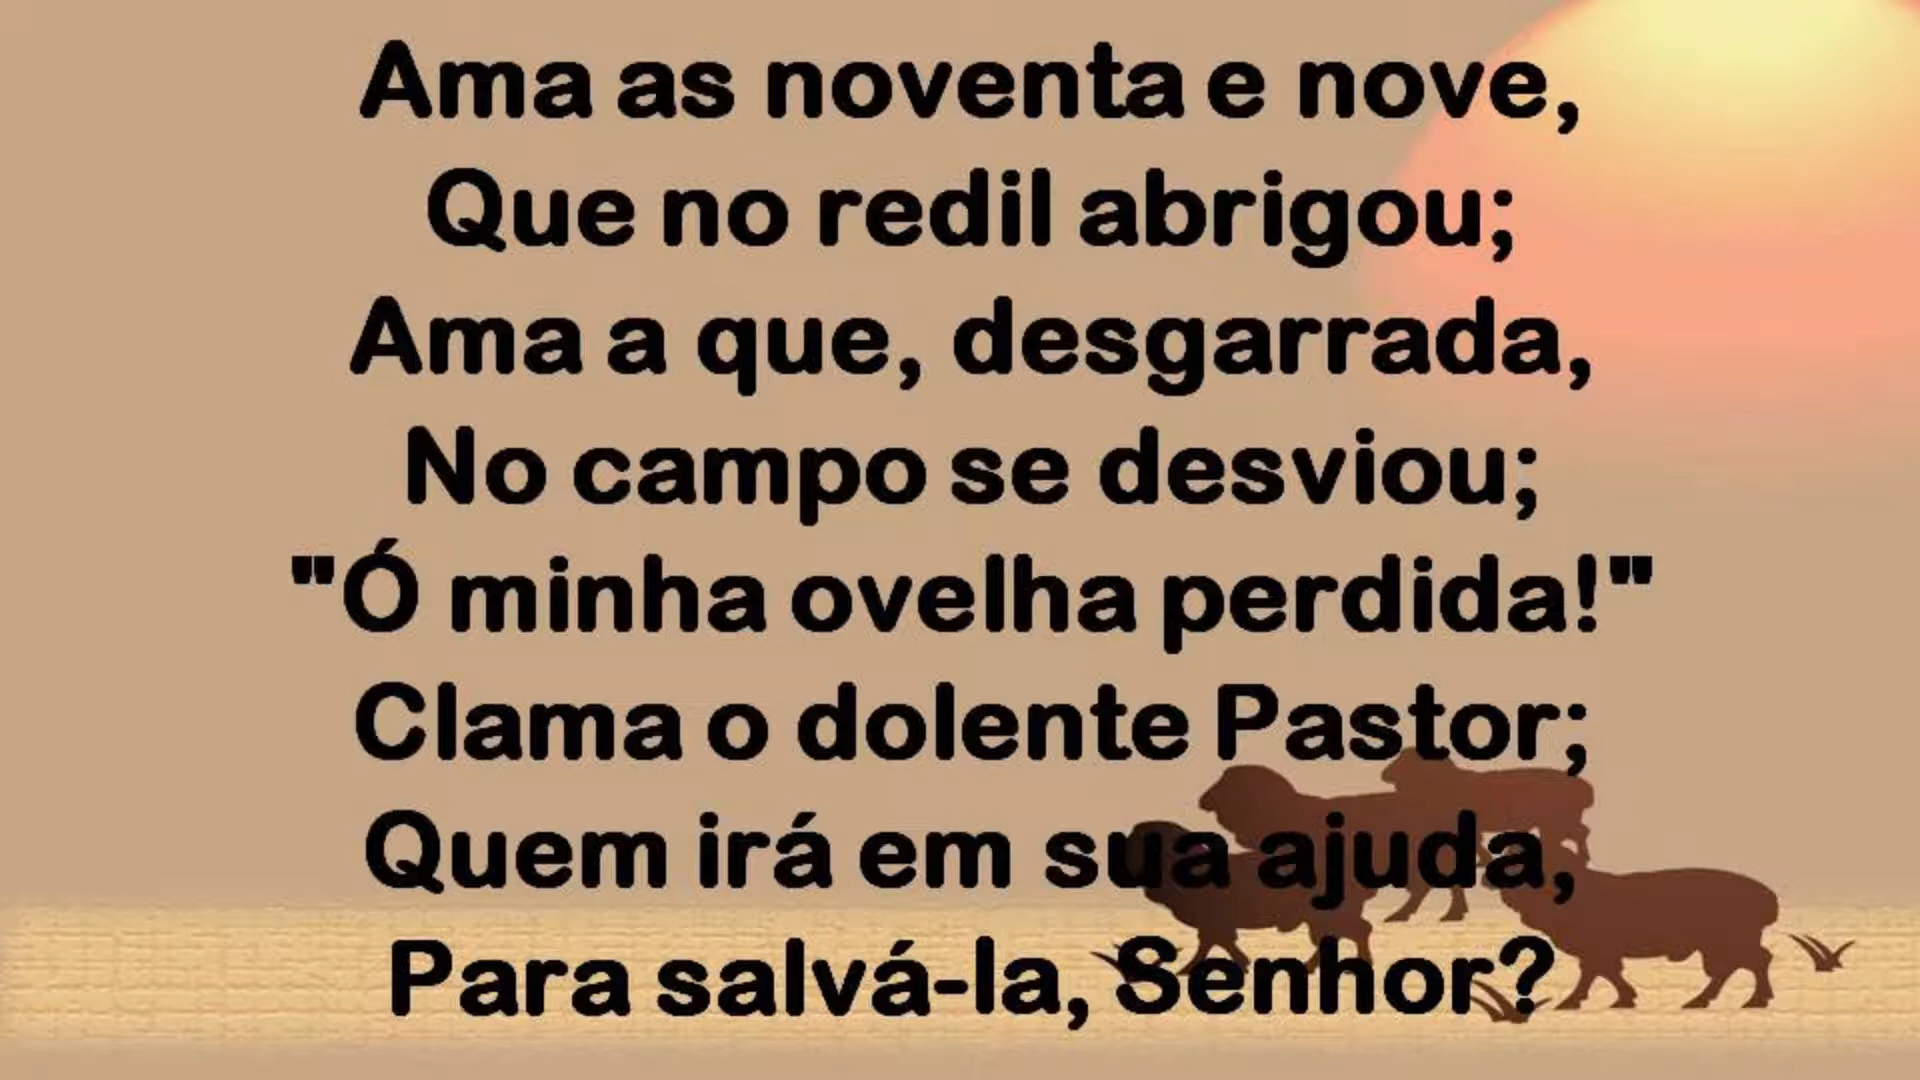 Ama as noventa e nove,
Que no redil abrigou;
Ama a que, desgarrada,
No campo se desviou;
"Ó minha ovelha perdida!"
Clama o dolente Pastor;
Quem irá em sua ajuda,
Para salvá-la, Senhor?